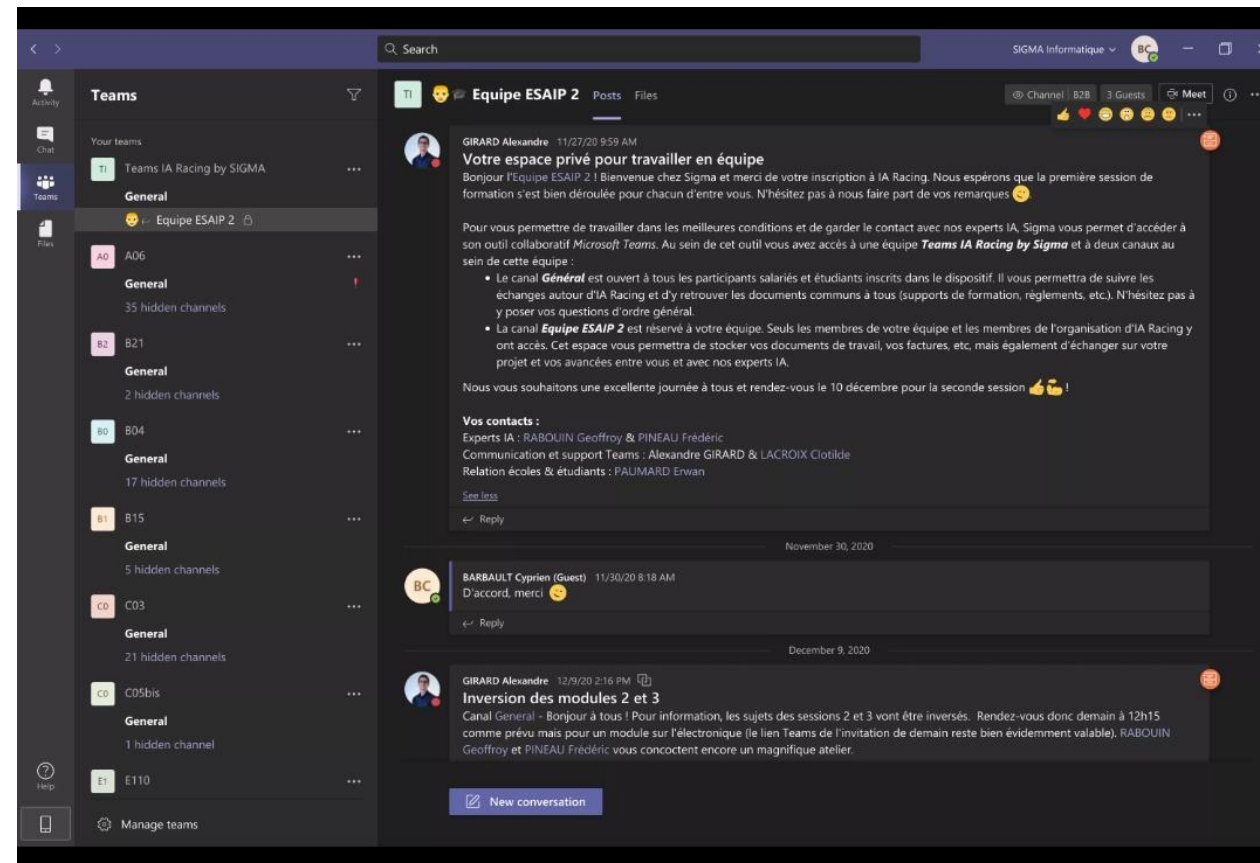 Search
SIGMA Informatique
BC
Activity
Chat
Teams
Files
Help
Teams
Your teams
TI Teams IA Racing by SIGMA
General
Equipe ESAIP 2
A0 A06
General
35 hidden channels
B2 B21
General
2 hidden channels
B0 B04
General
17 hidden channels
B1 B15
General
5 hidden channels
C0 C03
General
21 hidden channels
C0 C05bis
General
1 hidden channel
E1 E110
Manage teams
TI Equipe ESAIP 2 Posts Files
Channel B2B 3 Guests Meet
GIRARD Alexandre 11/27/20 9:59 AM
Votre espace privé pour travailler en équipe
Bonjour l'Equipe ESAIP 2 ! Bienvenue chez Sigma et merci de votre inscription à IA Racing. Nous espérons que la première session de
formation s'est bien déroulée pour chacun d'entre vous. N'hésitez pas à nous faire part de vos remarques 😉.
Pour vous permettre de travailler dans les meilleures conditions et de garder le contact avec nos experts IA, Sigma vous permet d'accéder à
son outil collaboratif Microsoft Teams. Au sein de cet outil vous avez accès à une équipe Teams IA Racing by Sigma et à deux canaux au
sein de cette équipe :
• Le canal Général est ouvert à tous les participants salariés et étudiants inscrits dans le dispositif. Il vous permettra de suivre les
échanges autour d'IA Racing et d'y retrouver les documents communs à tous (supports de formation, règlements, etc.). N'hésitez pas à
y poser vos questions d'ordre général.
• La canal Equipe ESAIP 2 est réservé à votre équipe. Seuls les membres de votre équipe et les membres de l'organisation d'IA Racing y
ont accès. Cet espace vous permettra de stocker vos documents de travail, vos factures, etc, mais également d'échanger sur votre
projet et vos avancées entre vous et avec nos experts IA.
Nous vous souhaitons une excellente journée à tous et rendez-vous le 10 décembre pour la seconde session 👍💪 !
Vos contacts :
Experts IA : RABOUIN Geoffroy & PINEAU Frédéric
Communication et support Teams : Alexandre GIRARD & LACROIX Clotilde
Relation écoles & étudiants : PAUMARD Erwan
See less
Reply
November 30, 2020
BC
BARBAULT Cyprien (Guest) 11/30/20 8:18 AM
D'accord, merci 😉
Reply
December 9, 2020
GIRARD Alexandre 12/9/20 2:16 PM
Inversion des modules 2 et 3
Canal General - Bonjour à tous ! Pour information, les sujets des sessions 2 et 3 vont être inversés. Rendez-vous donc demain à 12h15
comme prévu mais pour un module sur l'électronique (le lien Teams de l'invitation de demain reste bien évidemment valable). RABOUIN
Geoffroy et PINEAU Frédéric vous concoctent encore un magnifique atelier.
New conversation